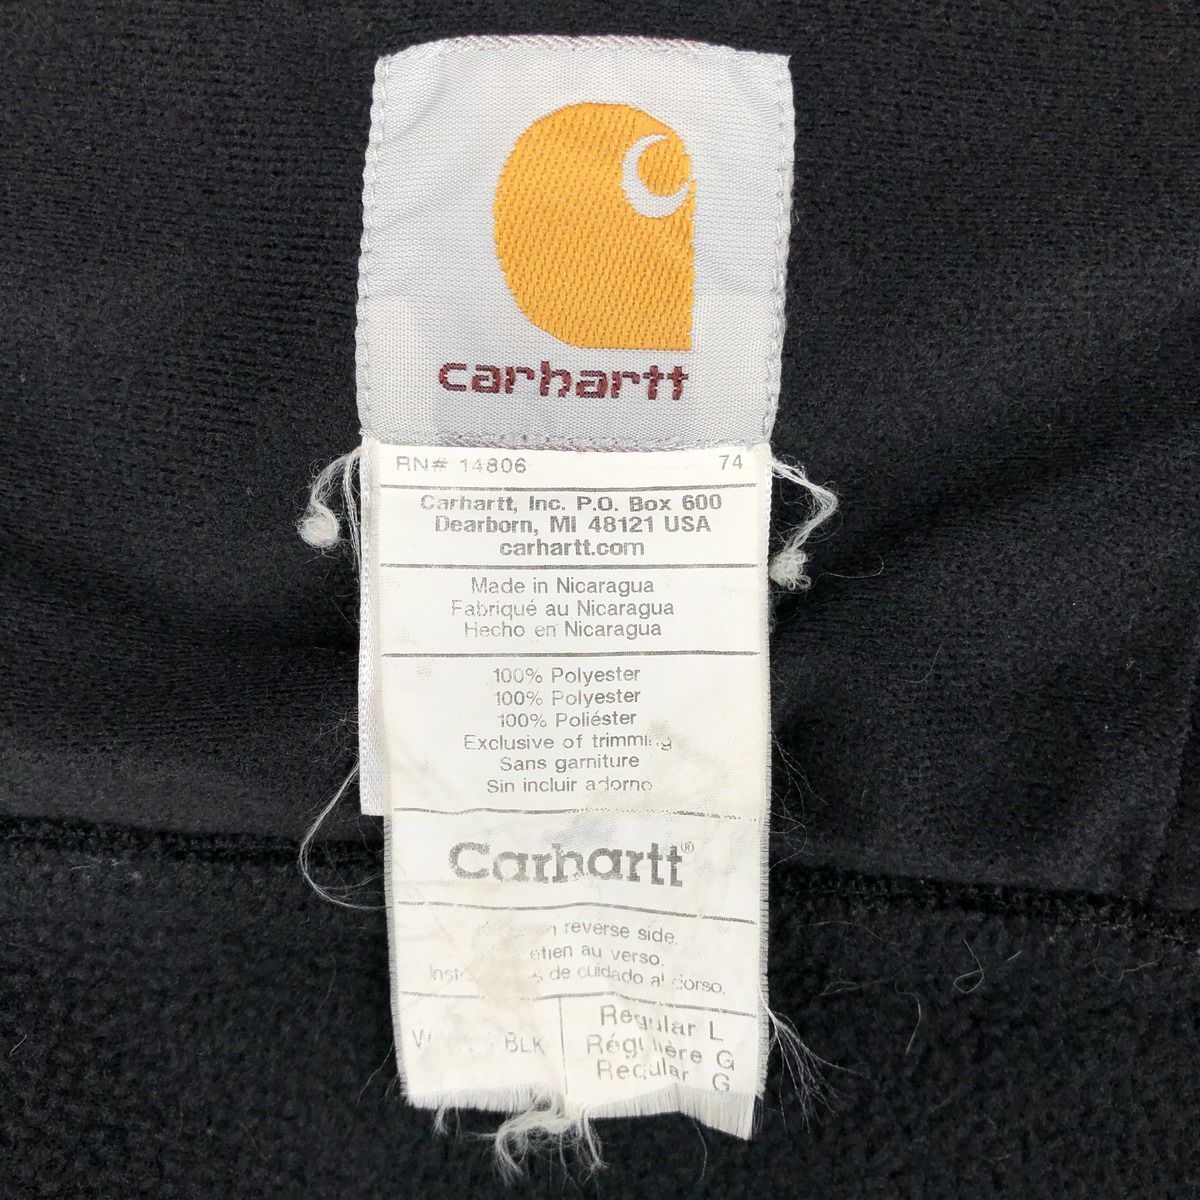 carhartt
RN# 14806 74
Carhartt, Inc. P.O. Box 600
Dearborn, MI 48121 USA
carhartt.com
Made in Nicaragua
Fabriqué au Nicaragua
Hecho en Nicaragua
100% Polyester
100% Polyester
100% Poliéster
Exclusive of trimming
Sans garniture
Sin incluir adorno
Carhartt®
reverse side.
au verso.
de cuidado al dorso.
BLK
Regular L
Régulière G
Regular G